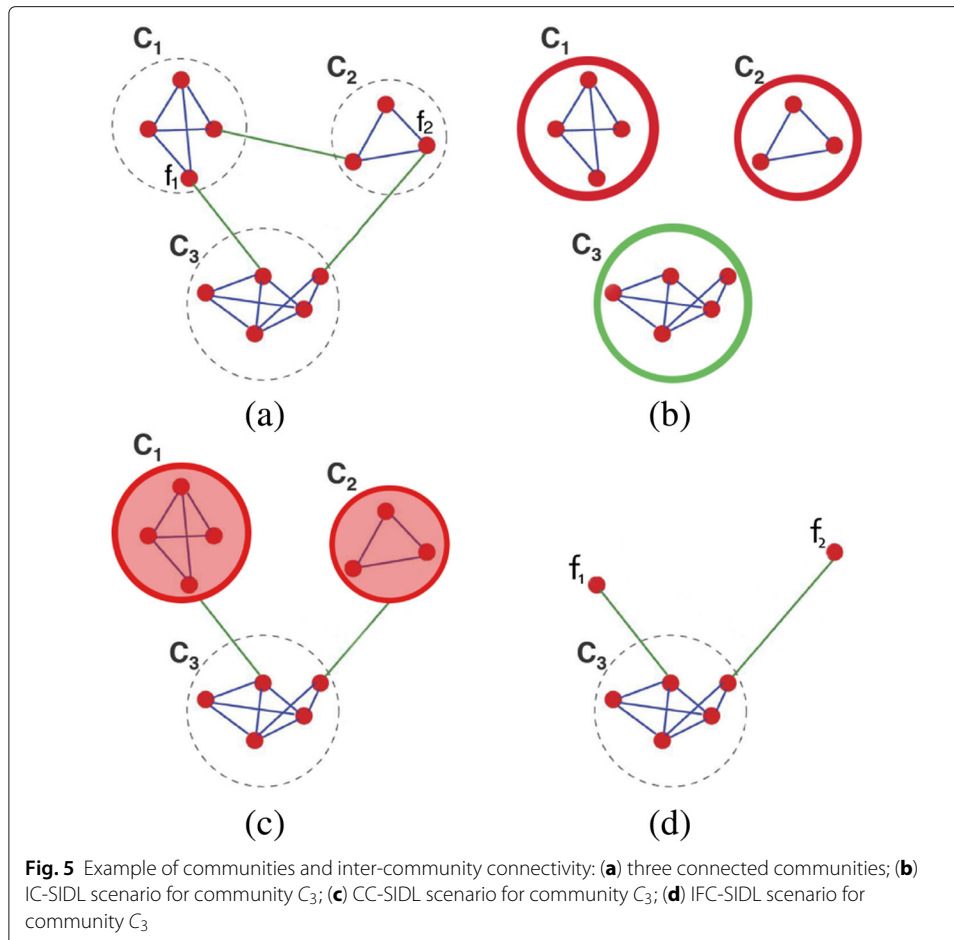 C₁
C₂
f₂
f₁
C₃
(a)
C₁
C₂
C₃
(b)
C₁
C₂
C₃
(c)
f₁
f₂
C₃
(d)
Fig. 5 Example of communities and inter-community connectivity: (a) three connected communities; (b)
IC-SIDL scenario for community C₃; (c) CC-SIDL scenario for community C₃; (d) IFC-SIDL scenario for
community C₃